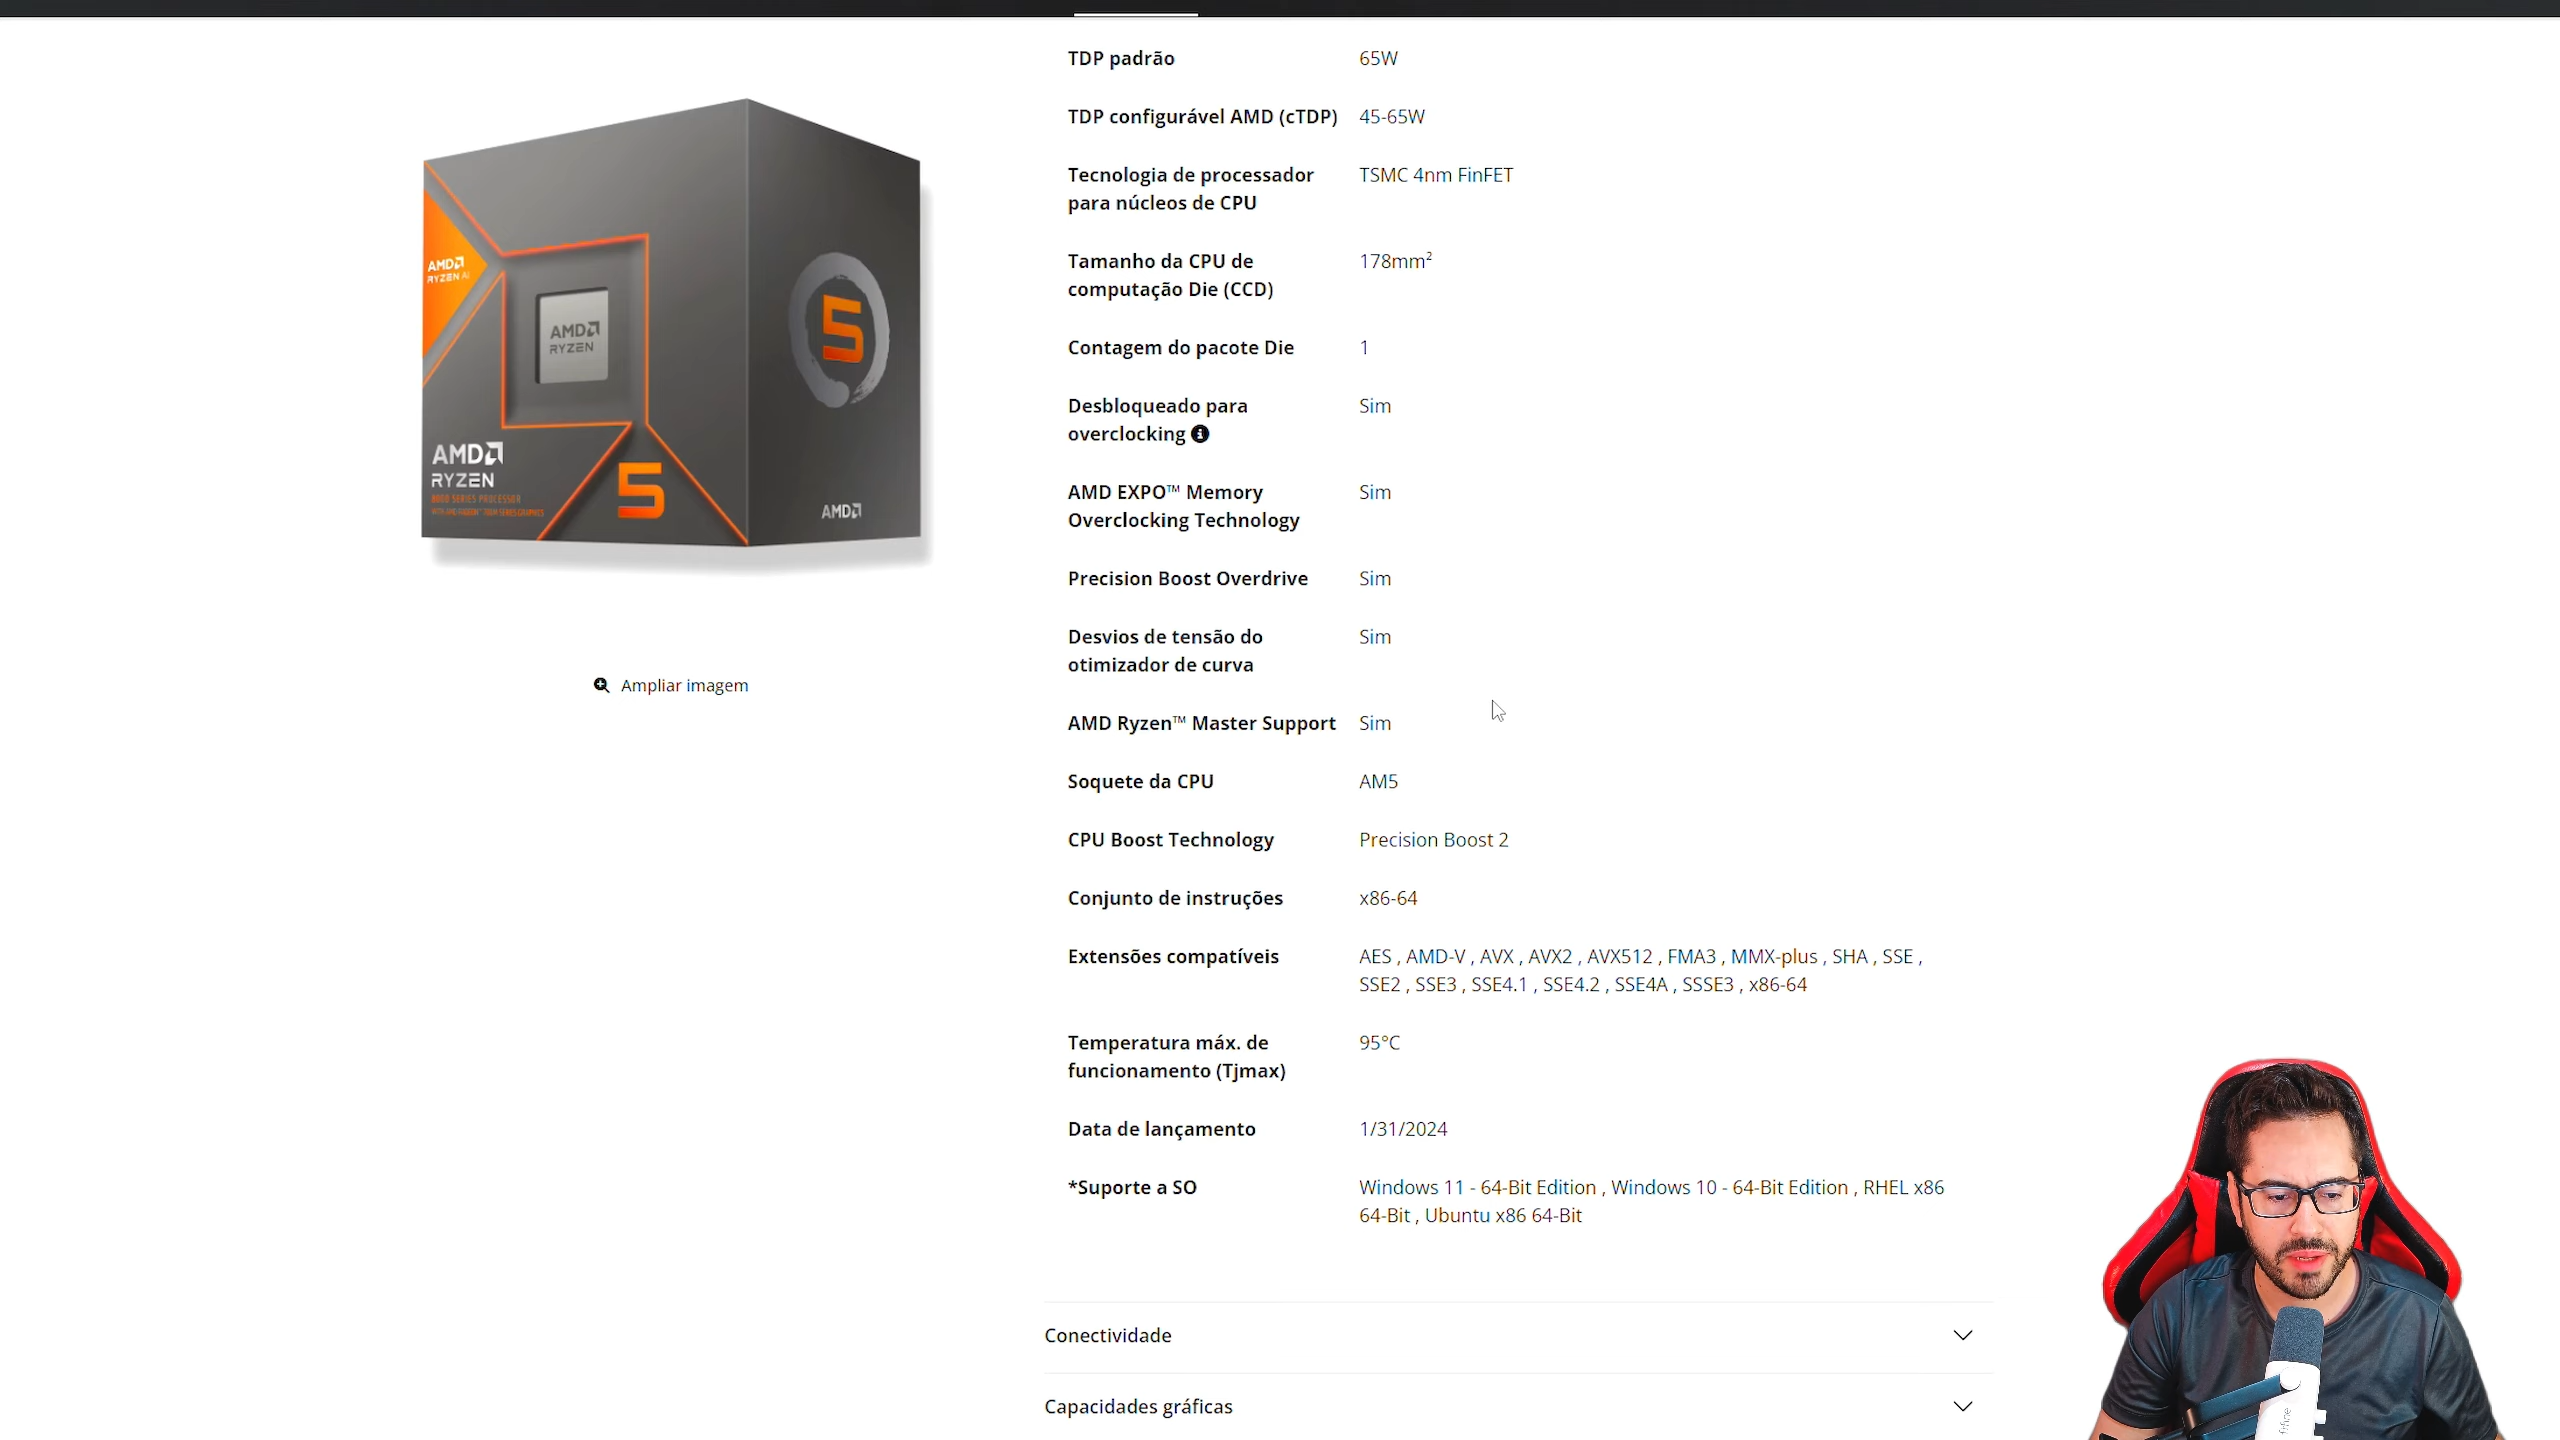 TDP padrão 65W
TDP configurável AMD (cTDP) 45-65W
Tecnologia de processador TSMC 4nm FinFET
para núcleos de CPU
Tamanho da CPU de 178mm²
computação Die (CCD)
Contagem do pacote Die 1
Desbloqueado para Sim
overclocking
AMD EXPO™ Memory Sim
Overclocking Technology
Precision Boost Overdrive Sim
Desvios de tensão do Sim
otimizador de curva
AMD Ryzen™ Master Support Sim
Soquete da CPU AM5
CPU Boost Technology Precision Boost 2
Conjunto de instruções x86-64
Extensões compatíveis AES , AMD-V , AVX , AVX2 , AVX512 , FMA3 , MMX-plus , SHA , SSE ,
SSE2 , SSE3 , SSE4.1 , SSE4.2 , SSE4A , SSSE3 , x86-64
Temperatura máx. de 95°C
funcionamento (Tjmax)
Data de lançamento 1/31/2024
*Suporte a SO Windows 11 - 64-Bit Edition , Windows 10 - 64-Bit Edition , RHEL x86
64-Bit , Ubuntu x86 64-Bit
Conectividade
Capacidades gráficas
AMD
RYZEN AI
AMD
RYZEN
AMD
RYZEN
SERIES PROCESSOR
5
5
AMD
Ampliar imagem
fifine